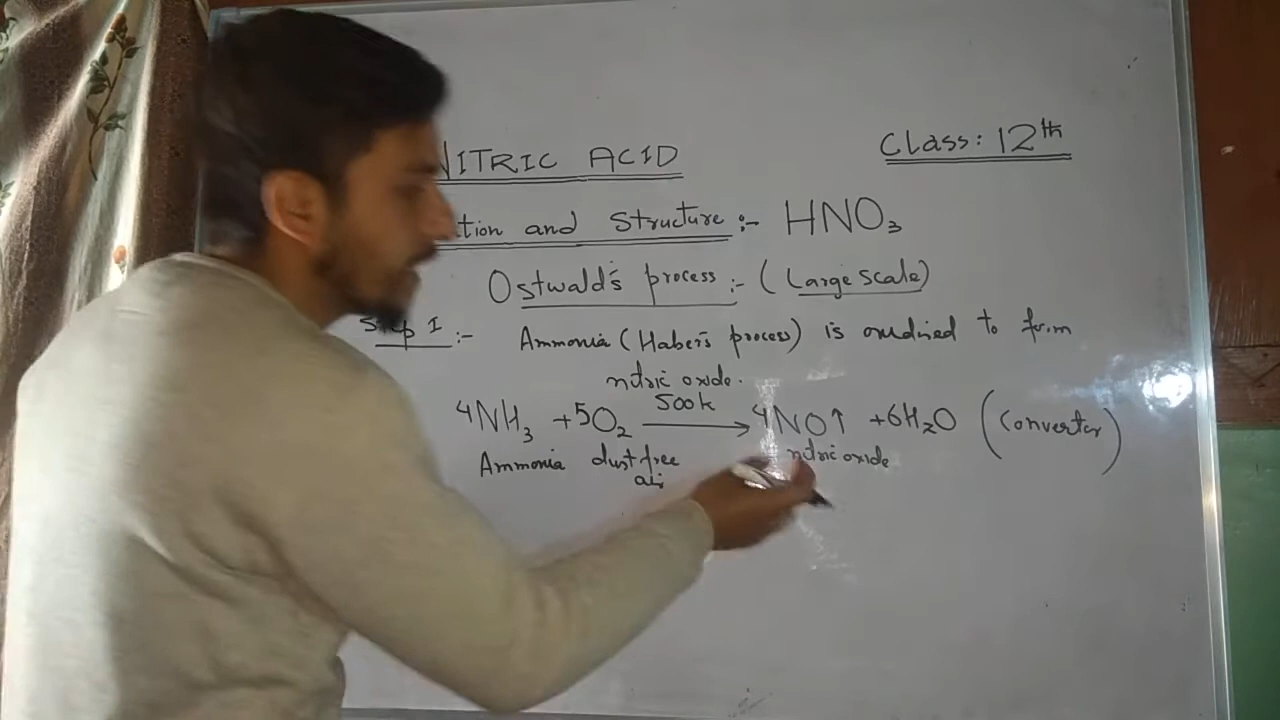 NITRIC ACID
Class: 12th
tion and Structure :- HNO₃
Ostwald's process :- (Large scale)
Step I :- Ammonia (Haber's process) is oxidised to form
nitric oxide.
4NH₃ + 5O₂ 500k → 4NO↑ + 6H₂O (Converter)
Ammonia dust free nitric oxide
air